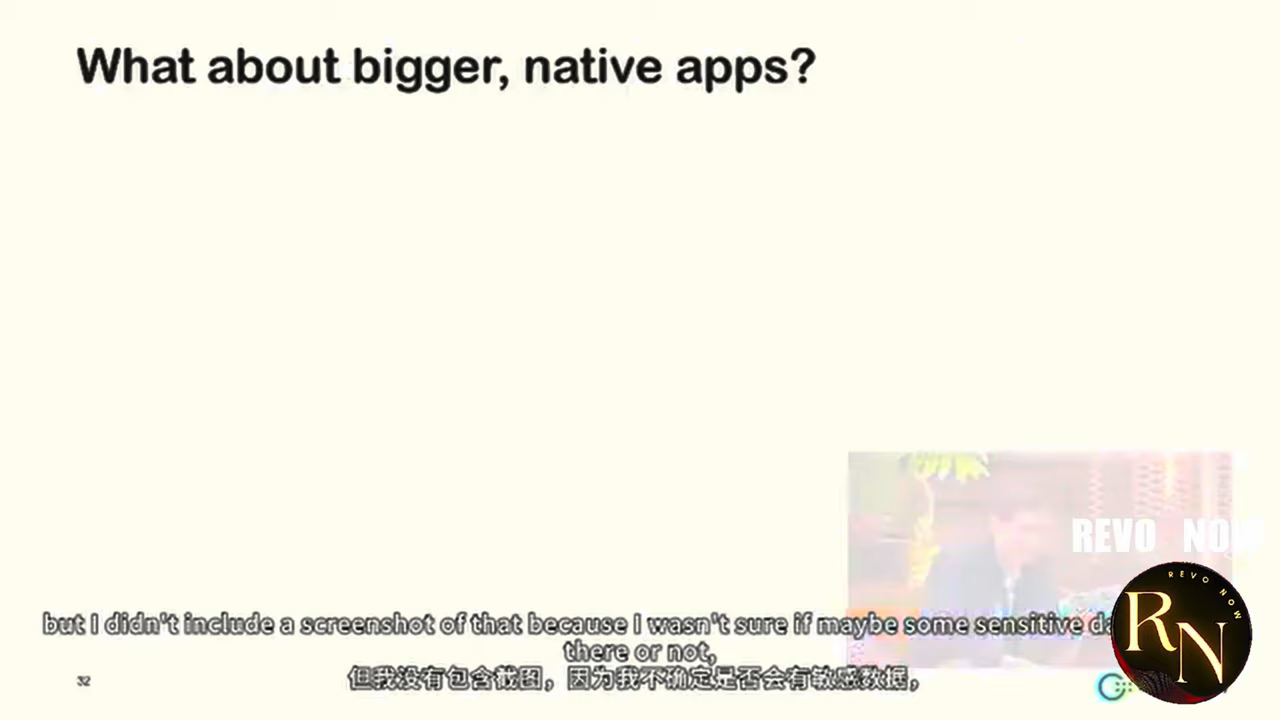 What about bigger, native apps?
REVO NOW
REVO NOW
RN
but I didn't include a screenshot of that because I wasn't sure if maybe some sensitive
there or not,
但我没有包含截图，因为我不确定是否会有敏感数据，
32